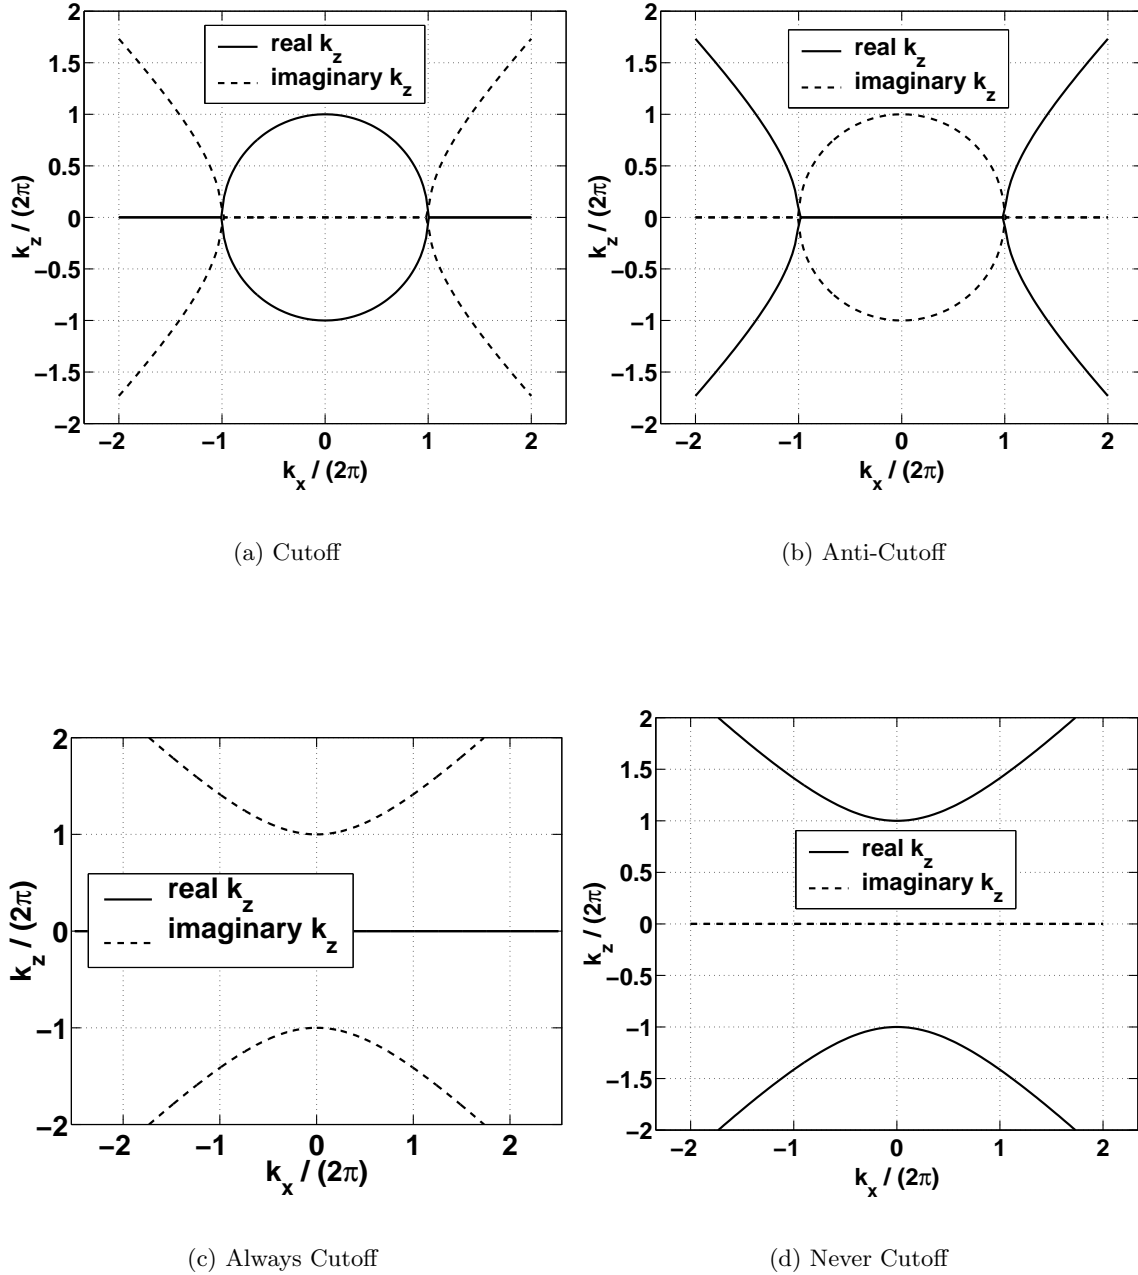 2
1.5
1
0.5
0
−0.5
−1
−1.5
−2
−2
−1
0
1
2
k_z / (2π)
k_x / (2π)
real k_z
imaginary k_z
(a) Cutoff
2
1.5
1
0.5
0
−0.5
−1
−1.5
−2
−2
−1
0
1
2
k_z / (2π)
k_x / (2π)
real k_z
imaginary k_z
(b) Anti-Cutoff
2
1
0
−1
−2
−2
−1
0
1
2
k_z / (2π)
k_x / (2π)
real k_z
imaginary k_z
(c) Always Cutoff
2
1.5
1
0.5
0
−0.5
−1
−1.5
−2
−2
−1
0
1
2
k_z / (2π)
k_x / (2π)
real k_z
imaginary k_z
(d) Never Cutoff